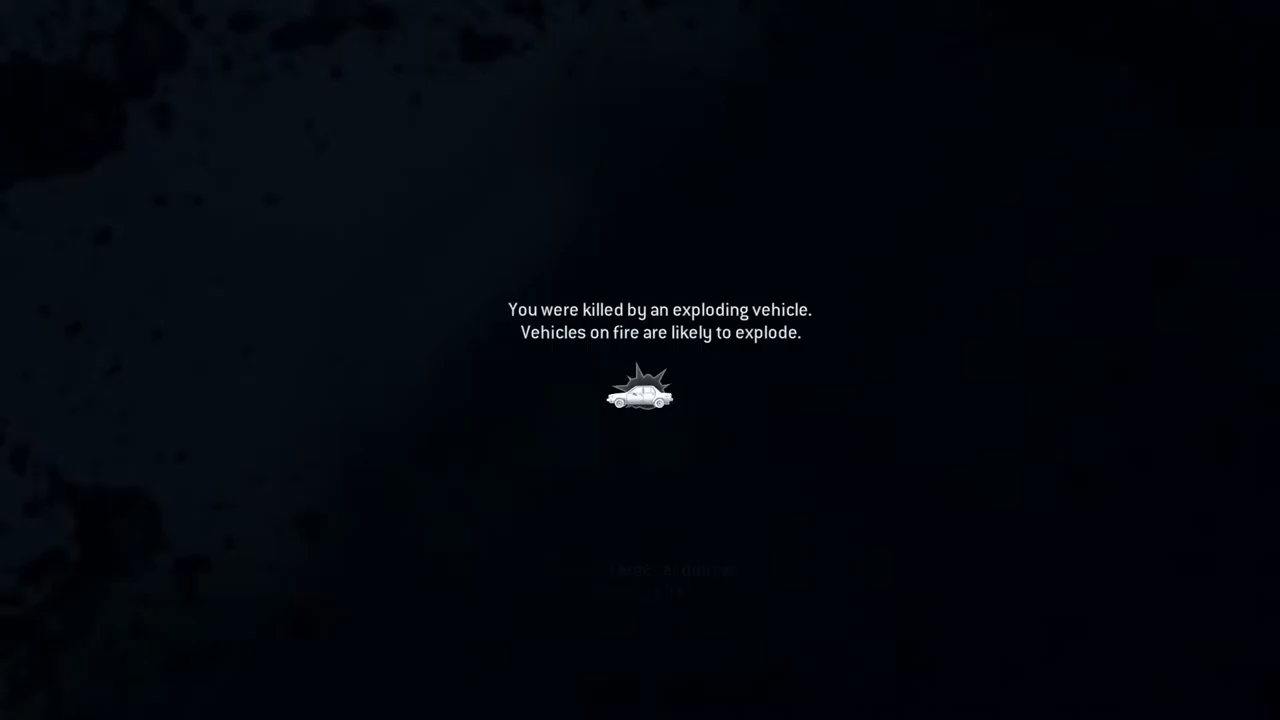 You were killed by an exploding vehicle.
Vehicles on fire are likely to explode.